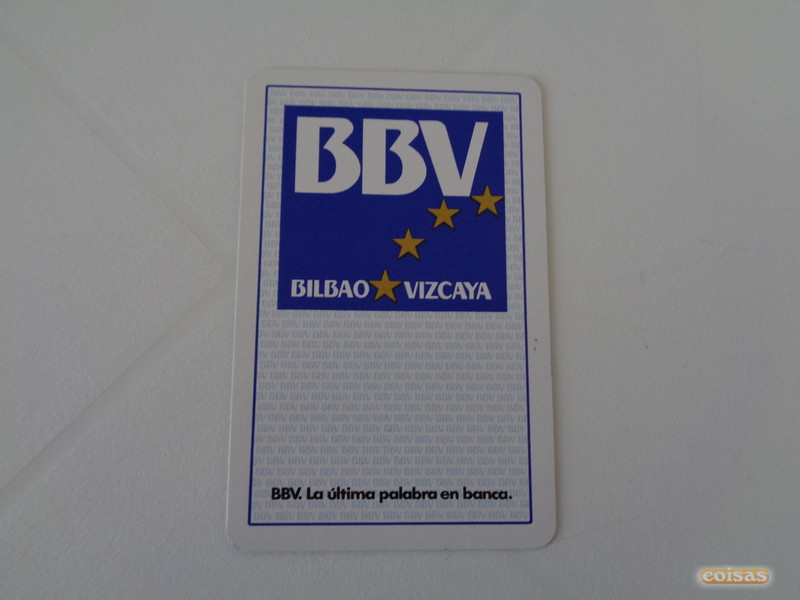 BBV
BILBAO VIZCAYA
BBV. La última palabra en banca.
coisas